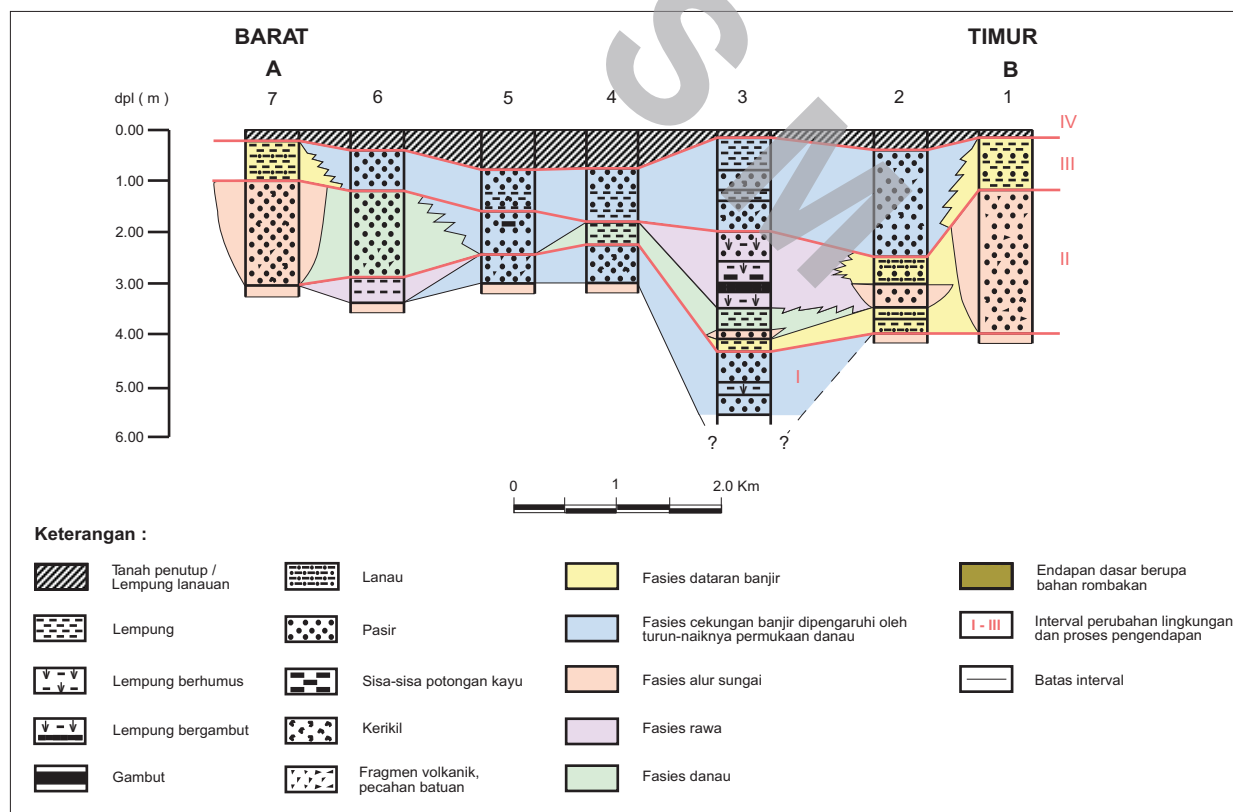 BARAT
TIMUR
A
B
dpl ( m )
7
6
5
4
3
2
1
0.00
1.00
2.00
3.00
4.00
5.00
6.00
IV
III
II
I
?
?
S
M
0
1
2.0 Km
Keterangan :
Tanah penutup /
Lempung lanauan
Lempung
Lempung berhumus
Lempung bergambut
Gambut
Lanau
Pasir
Sisa-sisa potongan kayu
Kerikil
Fragmen volkanik,
pecahan batuan
Fasies dataran banjir
Fasies cekungan banjir dipengaruhi oleh
turun-naiknya permukaan danau
Fasies alur sungai
Fasies rawa
Fasies danau
Endapan dasar berupa
bahan rombakan
I - III
Interval perubahan lingkungan
dan proses pengendapan
Batas interval